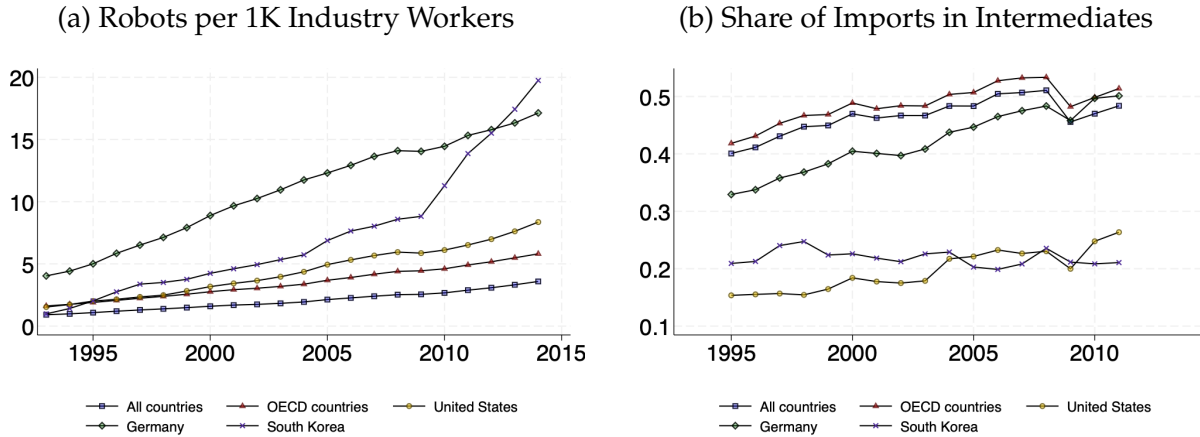 (a) Robots per 1K Industry Workers
20
15
10
5
0
1995 2000 2005 2010 2015
All countries OECD countries United States
Germany South Korea
(b) Share of Imports in Intermediates
0.5
0.4
0.3
0.2
0.1
1995 2000 2005 2010
All countries OECD countries United States
Germany South Korea